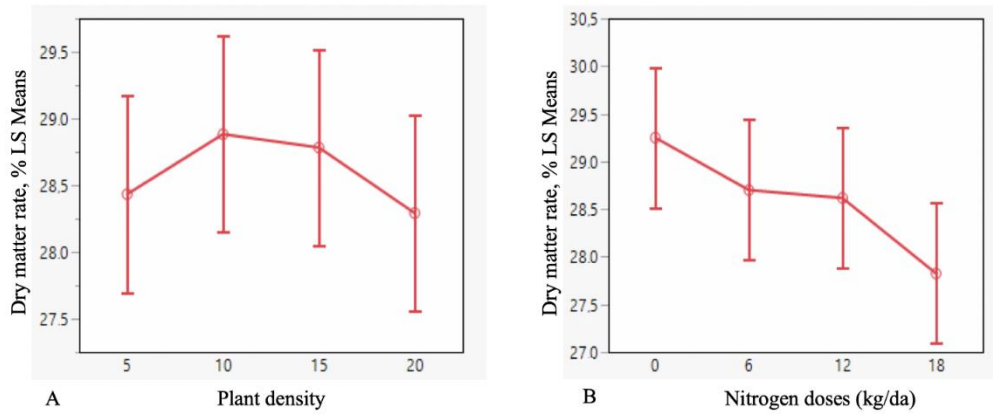 Dry matter rate, % LS Means
29.5
29.0
28.5
28.0
27.5
5 10 15 20
A Plant density
Dry matter rate, % LS Means
30,5
30.0
29.5
29.0
28.5
28.0
27.5
27.0
0 6 12 18
B Nitrogen doses (kg/da)